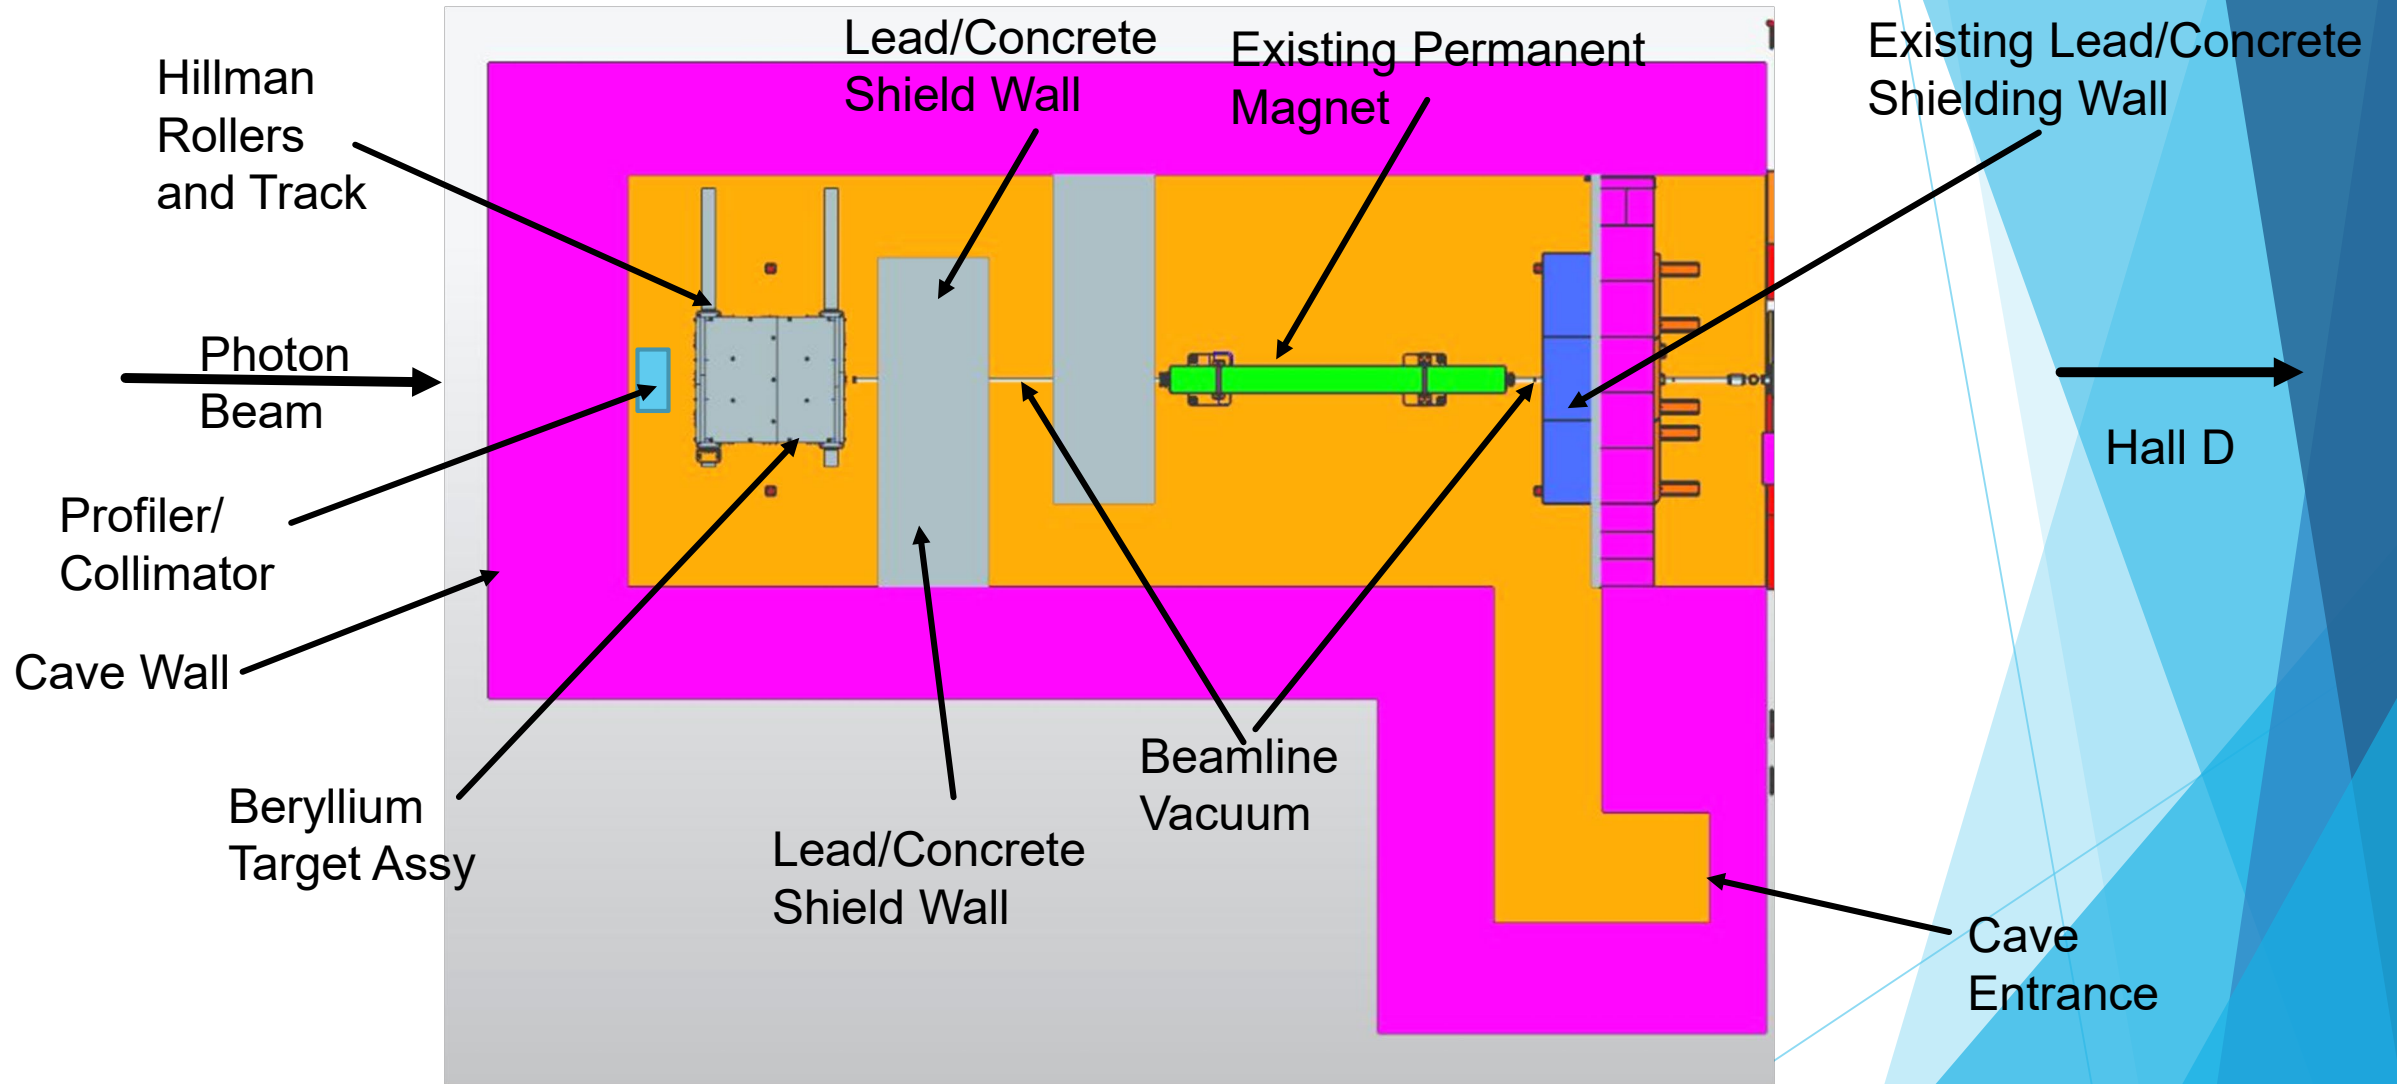 Hillman
Rollers
and Track
Lead/Concrete
Shield Wall
Existing Permanent
Magnet
Existing Lead/Concrete
Shielding Wall
Photon
Beam
Hall D
Profiler/
Collimator
Cave Wall
Beryllium
Target Assy
Lead/Concrete
Shield Wall
Beamline
Vacuum
Cave
Entrance